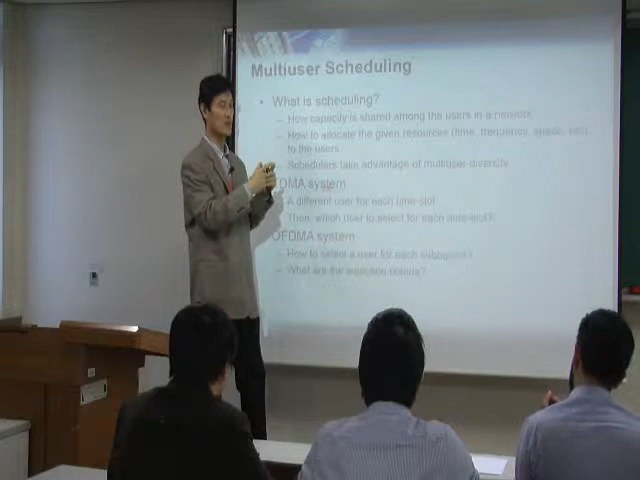 Multiuser Scheduling
• What is scheduling?
– How capacity is shared among the users in a network
– How to allocate the given resources (time, frequency, space, etc)
to the users
– Schedulers take advantage of multiuser diversity
DMA system
– A different user for each time-slot
– Then, which user to select for each time-slot?
OFDMA system
– How to select a user for each subband?
– What are the selection criteria?